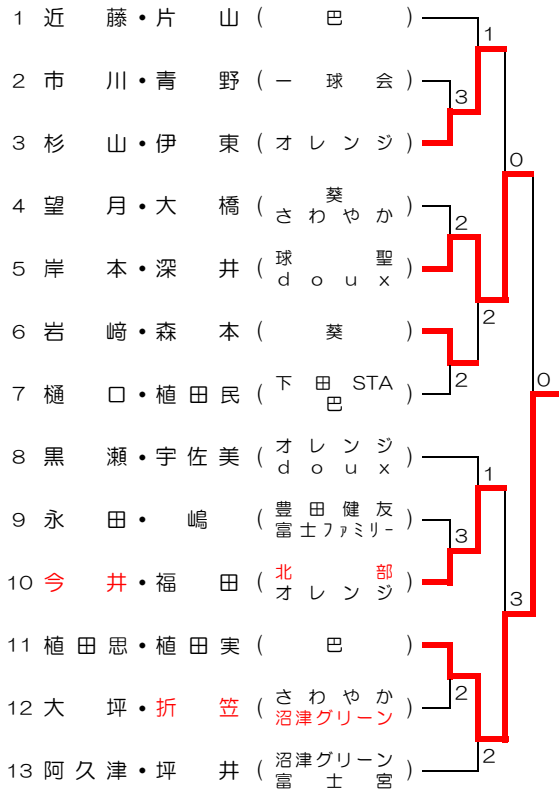 1 近藤・片山 (巴)
1
2 市川・青野 (一球会)
3
3 杉山・伊東 (オレンジ)
0
4 望月・大橋 (葵 さわやか)
2
5 岸本・深井 (球聖 doux)
2
6 岩﨑・森本 (葵)
2
7 樋口・植田民 (下田STA 巴)
0
8 黒瀬・宇佐美 (オレンジ doux)
1
9 永田・嶋 (豊田健友 富士ファミリー)
3
10 今井・福田 (北部 オレンジ)
3
11 植田思・植田実 (巴)
2
12 大坪・折笠 (さわやか 沼津グリーン)
2
13 阿久津・坪井 (沼津グリーン 富士宮)